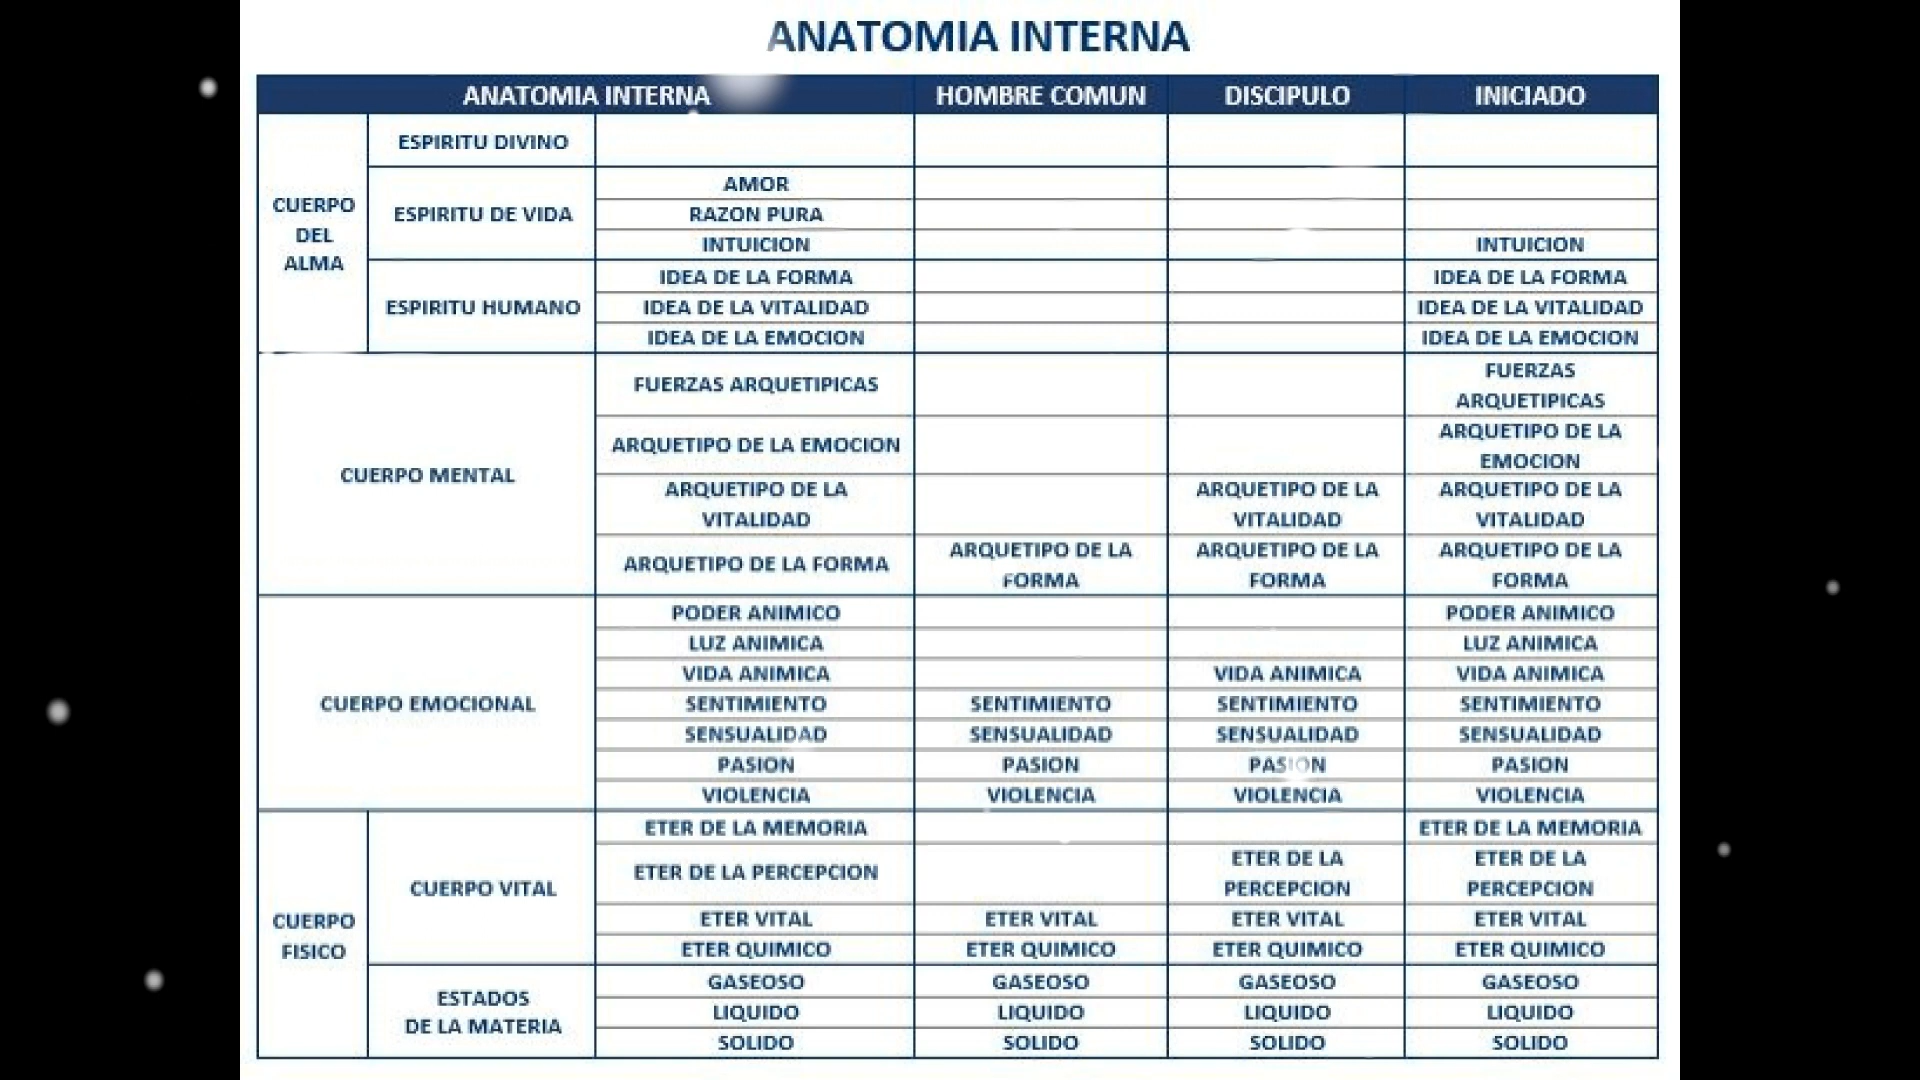 ANATOMIA INTERNA
ANATOMIA INTERNA HOMBRE COMUN DISCIPULO INICIADO
CUERPO
DEL
ALMA
ESPIRITU DIVINO
ESPIRITU DE VIDA
AMOR
RAZON PURA
INTUICION INTUICION
ESPIRITU HUMANO
IDEA DE LA FORMA IDEA DE LA FORMA
IDEA DE LA VITALIDAD IDEA DE LA VITALIDAD
IDEA DE LA EMOCION IDEA DE LA EMOCION
CUERPO MENTAL
FUERZAS ARQUETIPICAS
FUERZAS
ARQUETIPICAS
ARQUETIPO DE LA EMOCION
ARQUETIPO DE LA
EMOCION
ARQUETIPO DE LA
VITALIDAD
ARQUETIPO DE LA
VITALIDAD
ARQUETIPO DE LA
VITALIDAD
ARQUETIPO DE LA FORMA
ARQUETIPO DE LA
FORMA
ARQUETIPO DE LA
FORMA
ARQUETIPO DE LA
FORMA
CUERPO EMOCIONAL
PODER ANIMICO PODER ANIMICO
LUZ ANIMICA LUZ ANIMICA
VIDA ANIMICA VIDA ANIMICA VIDA ANIMICA
SENTIMIENTO SENTIMIENTO SENTIMIENTO SENTIMIENTO
SENSUALIDAD SENSUALIDAD SENSUALIDAD SENSUALIDAD
PASION PASION PASION PASION
VIOLENCIA VIOLENCIA VIOLENCIA VIOLENCIA
CUERPO
FISICO
CUERPO VITAL
ETER DE LA MEMORIA ETER DE LA MEMORIA
ETER DE LA PERCEPCION
ETER DE LA
PERCEPCION
ETER DE LA
PERCEPCION
ETER VITAL ETER VITAL ETER VITAL ETER VITAL
ETER QUIMICO ETER QUIMICO ETER QUIMICO ETER QUIMICO
ESTADOS
DE LA MATERIA
GASEOSO GASEOSO GASEOSO GASEOSO
LIQUIDO LIQUIDO LIQUIDO LIQUIDO
SOLIDO SOLIDO SOLIDO SOLIDO